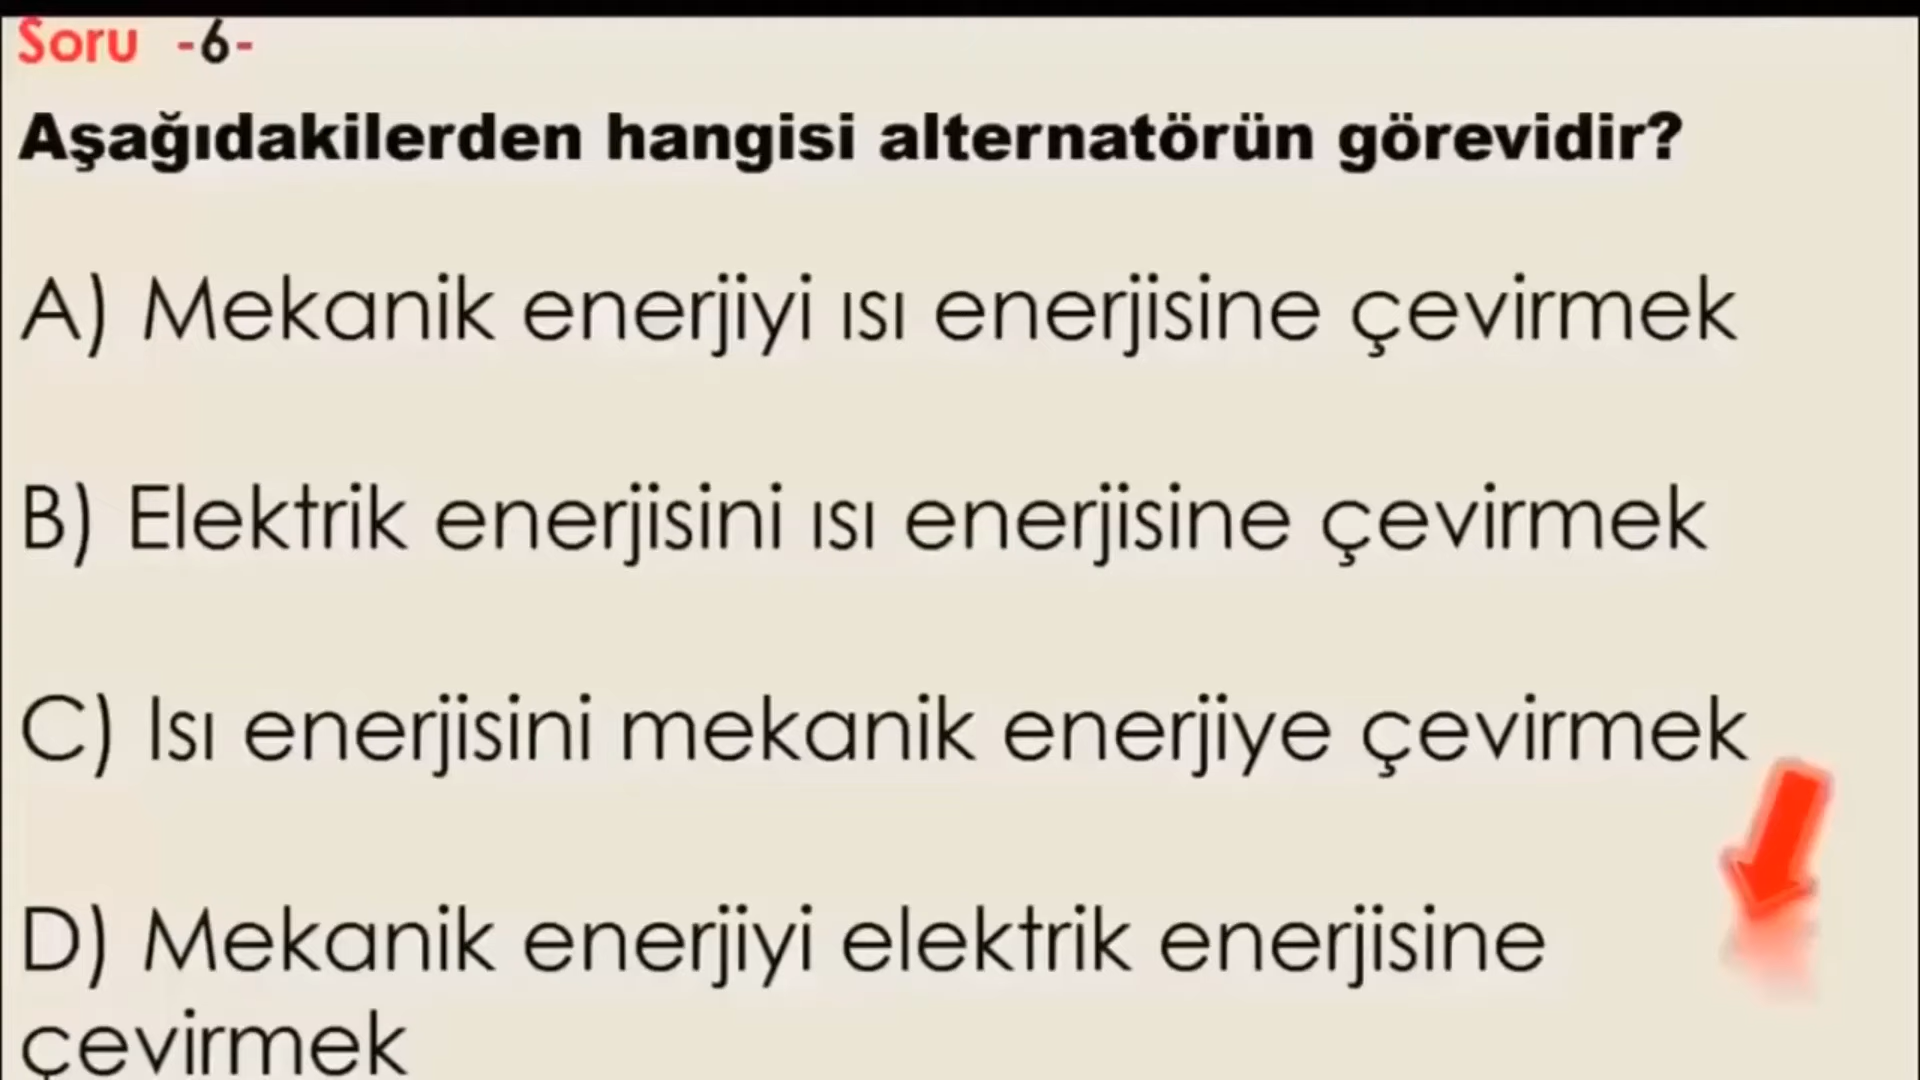 Soru -6-
Aşağıdakilerden hangisi alternatörün görevidir?
A) Mekanik enerjiyi ısı enerjisine çevirmek
B) Elektrik enerjisini ısı enerjisine çevirmek
C) Isı enerjisini mekanik enerjiye çevirmek
D) Mekanik enerjiyi elektrik enerjisine
çevirmek